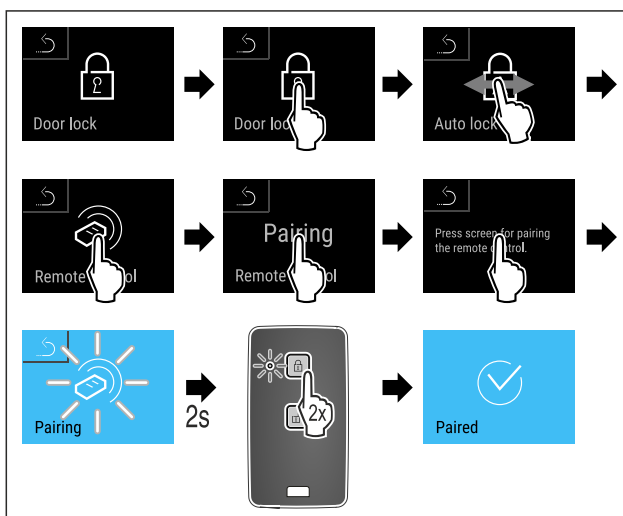 Door lock
Door lo
Auto lock
Remote
ol
Pairing
Remote
ol
Press screen for pairing
the remote control.
Pairing
2s
2x
Paired